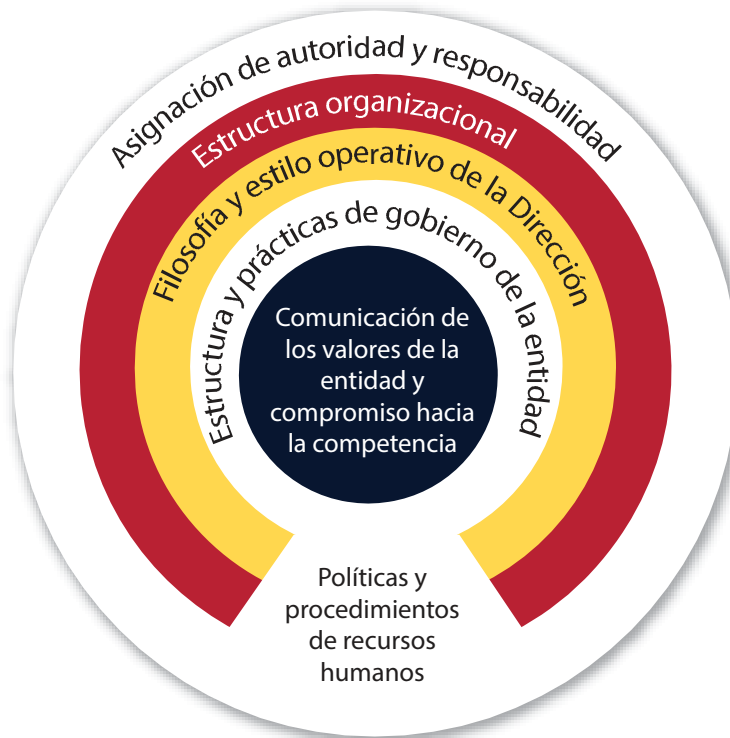 Asignación de autoridad y responsabilidad
Estructura organizacional
Filosofía y estilo operativo de la Dirección
Estructura y prácticas de gobierno de la entidad
Comunicación de
los valores de la
entidad y
compromiso hacia
la competencia
Políticas y
procedimientos
de recursos
humanos